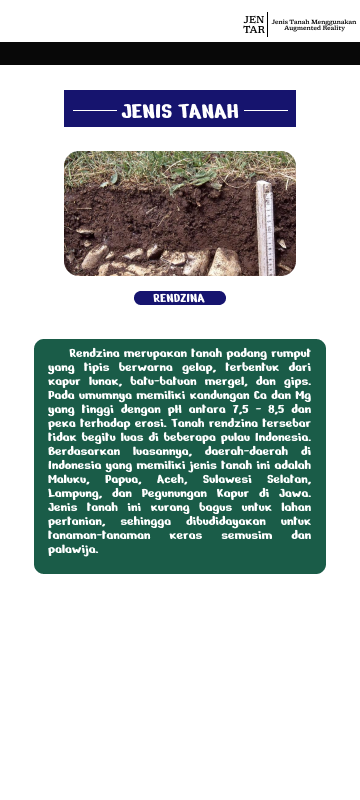 JEN
TAR
Jenis Tanah Menggunakan
Augmented Reality
JENIS TANAH
RENDZINA
Rendzina merupakan tanah padang rumput
yang tipis berwarna gelap, terbentuk dari
kapur lunak, batu-batuan mergel, dan gips.
Pada umumnya memiliki kandungan Ca dan Mg
yang tinggi dengan pH antara 7,5 - 8,5 dan
peka terhadap erosi. Tanah rendzina tersebar
tidak begitu luas di beberapa pulau Indonesia.
Berdasarkan luasannya, daerah-daerah di
Indonesia yang memiliki jenis tanah ini adalah
Maluku, Papua, Aceh, Sulawesi Selatan,
Lampung, dan Pegunungan Kapur di Jawa.
Jenis tanah ini kurang bagus untuk lahan
pertanian, sehingga dibudidayakan untuk
tanaman-tanaman keras semusim dan
palawija.